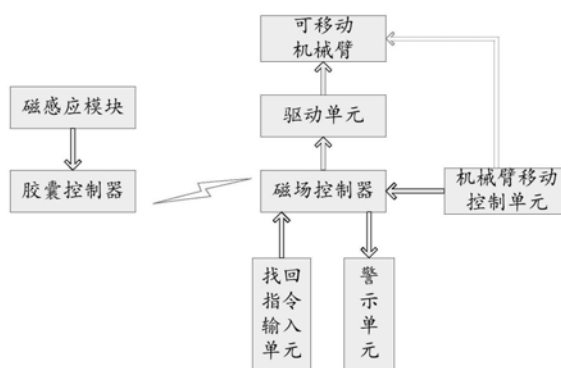 可移动
机械臂
磁感应模块
驱动单元
胶囊控制器
磁场控制器
机械臂移动
控制单元
找回
指令
输入
单元
警
示
单
元